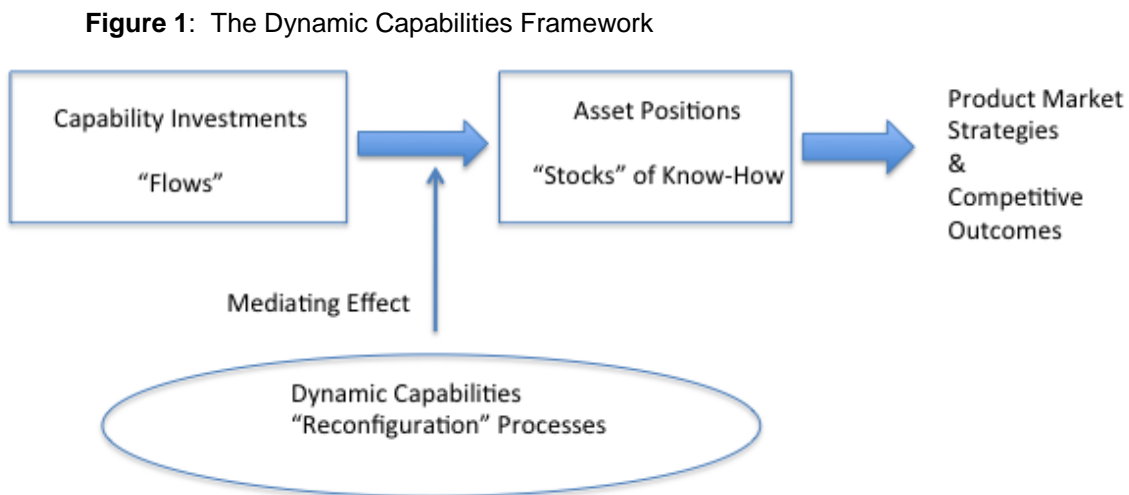 Figure 1:  The Dynamic Capabilities Framework
Capability Investments
“Flows”
Asset Positions
“Stocks” of Know-How
Product Market
Strategies
&
Competitive
Outcomes
Mediating Effect
Dynamic Capabilities
“Reconfiguration” Processes